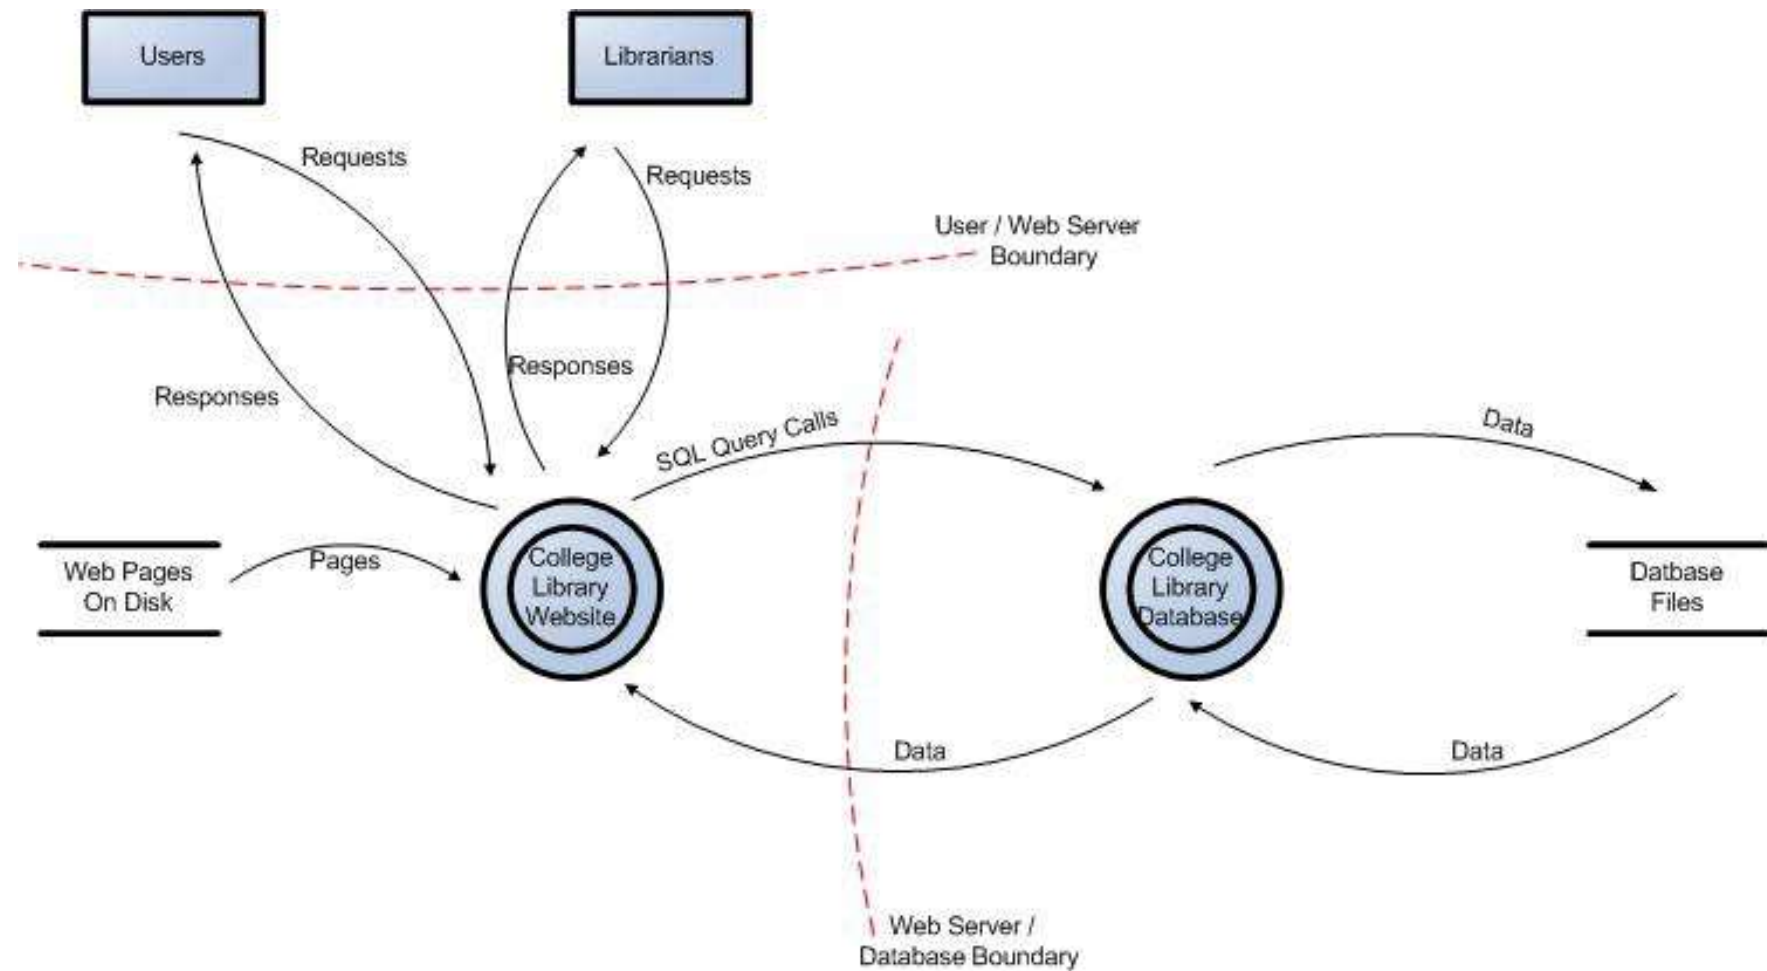 Users
Librarians
Requests
Requests
User / Web Server
Boundary
Responses
Responses
SQL Query Calls
Data
Pages
Web Pages
On Disk
College
Library
Website
College
Library
Database
Datbase
Files
Data
Data
Web Server /
Database Boundary